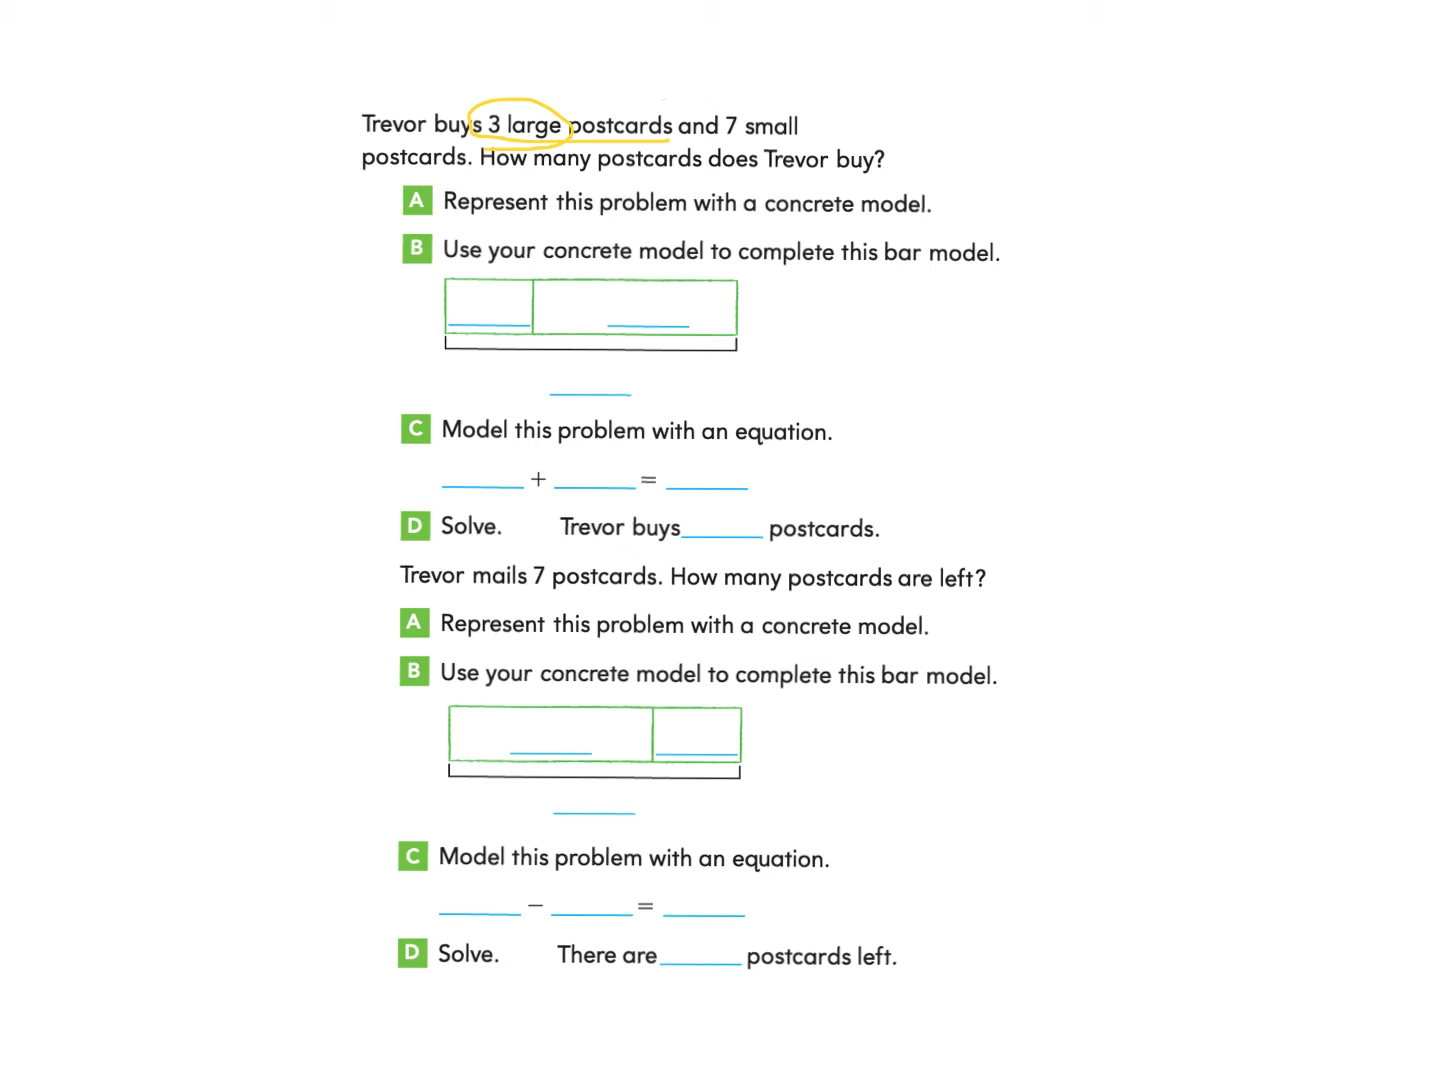 Trevor buys 3 large postcards and 7 small
postcards. How many postcards does Trevor buy?
A Represent this problem with a concrete model.
B Use your concrete model to complete this bar model.
C Model this problem with an equation.
+ =
D Solve. Trevor buys postcards.
Trevor mails 7 postcards. How many postcards are left?
A Represent this problem with a concrete model.
B Use your concrete model to complete this bar model.
C Model this problem with an equation.
− =
D Solve. There are postcards left.